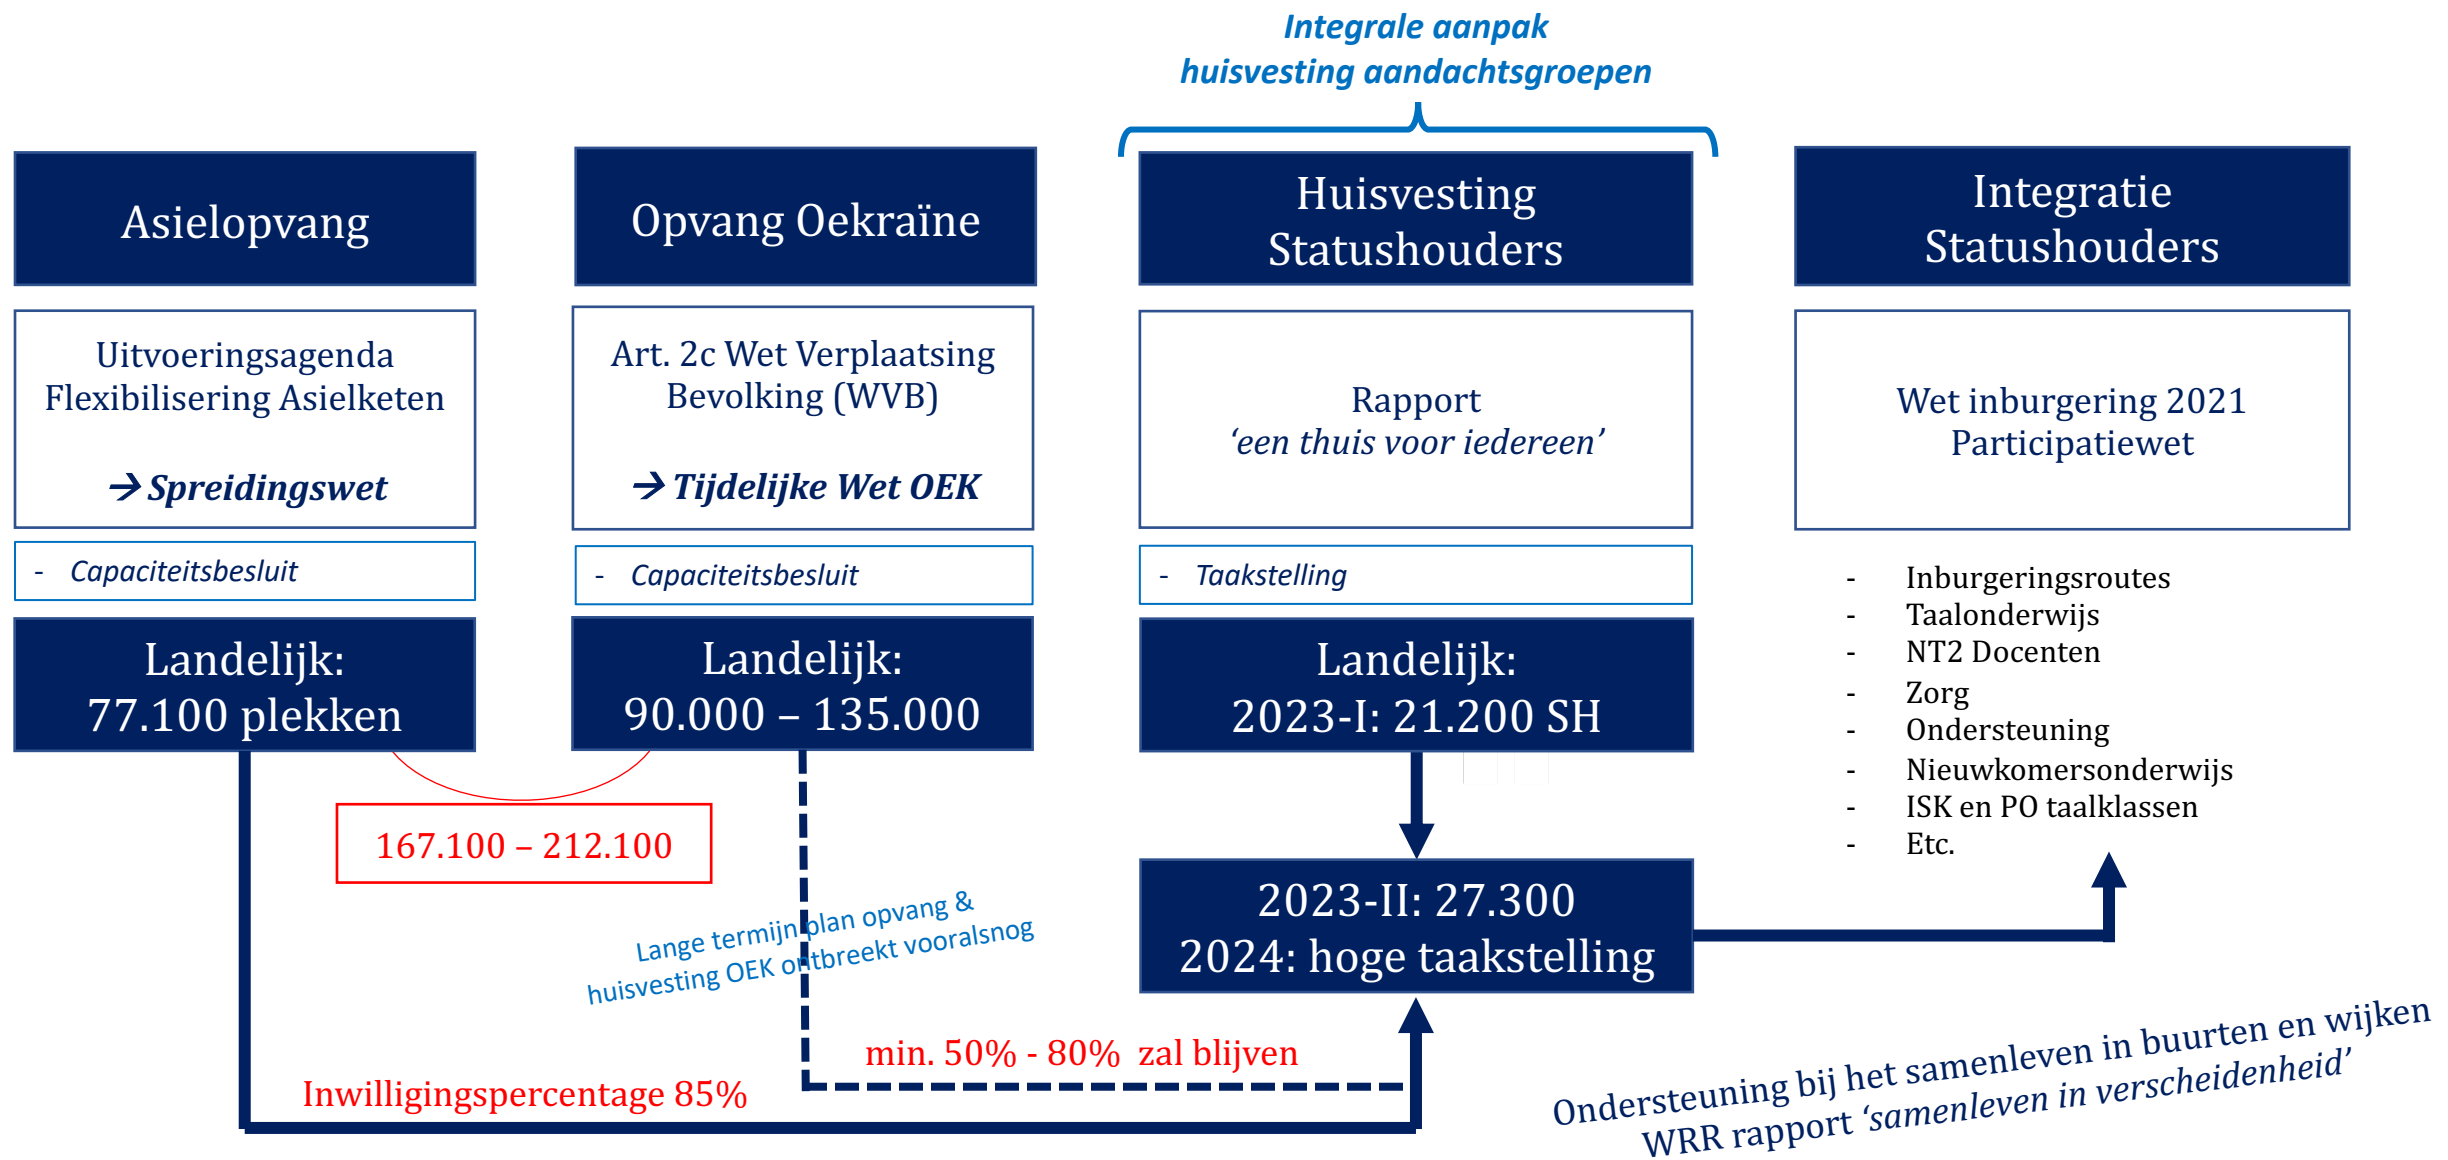 Integrale aanpak
huisvesting aandachtsgroepen
Asielopvang
Uitvoeringsagenda
Flexibilisering Asielketen
→ Spreidingswet
- Capaciteitsbesluit
Landelijk:
77.100 plekken
Opvang Oekraïne
Art. 2c Wet Verplaatsing
Bevolking (WVB)
→ Tijdelijke Wet OEK
- Capaciteitsbesluit
Landelijk:
90.000 – 135.000
167.100 – 212.100
Lange termijn plan opvang &
huisvesting OEK ontbreekt vooralsnog
Inwilligingspercentage 85%
min. 50% - 80% zal blijven
Huisvesting
Statushouders
Rapport
‘een thuis voor iedereen’
- Taakstelling
Landelijk:
2023-I: 21.200 SH
2023-II: 27.300
2024: hoge taakstelling
Integratie
Statushouders
Wet inburgering 2021
Participatiewet
- Inburgeringsroutes
- Taalonderwijs
- NT2 Docenten
- Zorg
- Ondersteuning
- Nieuwkomersonderwijs
- ISK en PO taalklassen
- Etc.
Ondersteuning bij het samenleven in buurten en wijken
WRR rapport ‘samenleven in verscheidenheid’